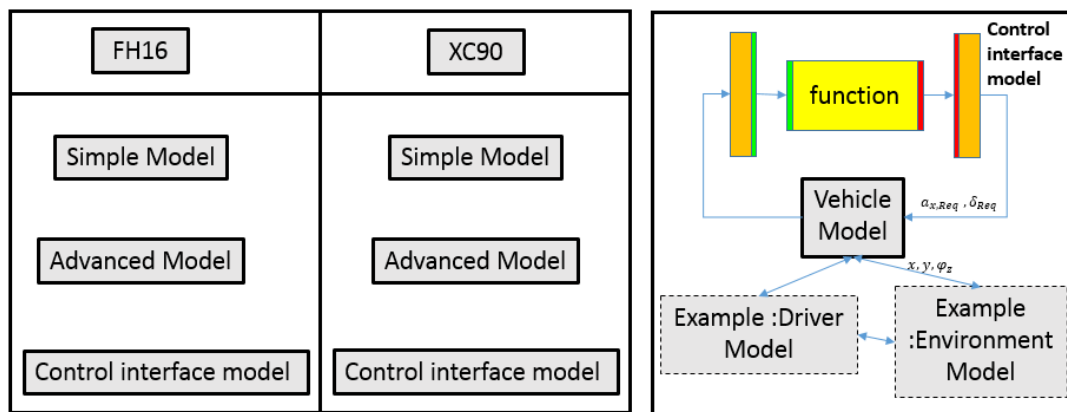 FH16
XC90
Simple Model
Simple Model
Advanced Model
Advanced Model
Control interface model
Control interface model
Control
interface
model
function
Vehicle
Model
a_{x,Req} , δ_{Req}
x, y, φ_z
Example :Driver
Model
Example
:Environment
Model